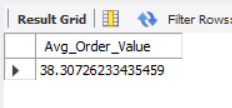 Result Grid Filter Rows:
Avg_Order_Value
38.30726233435459